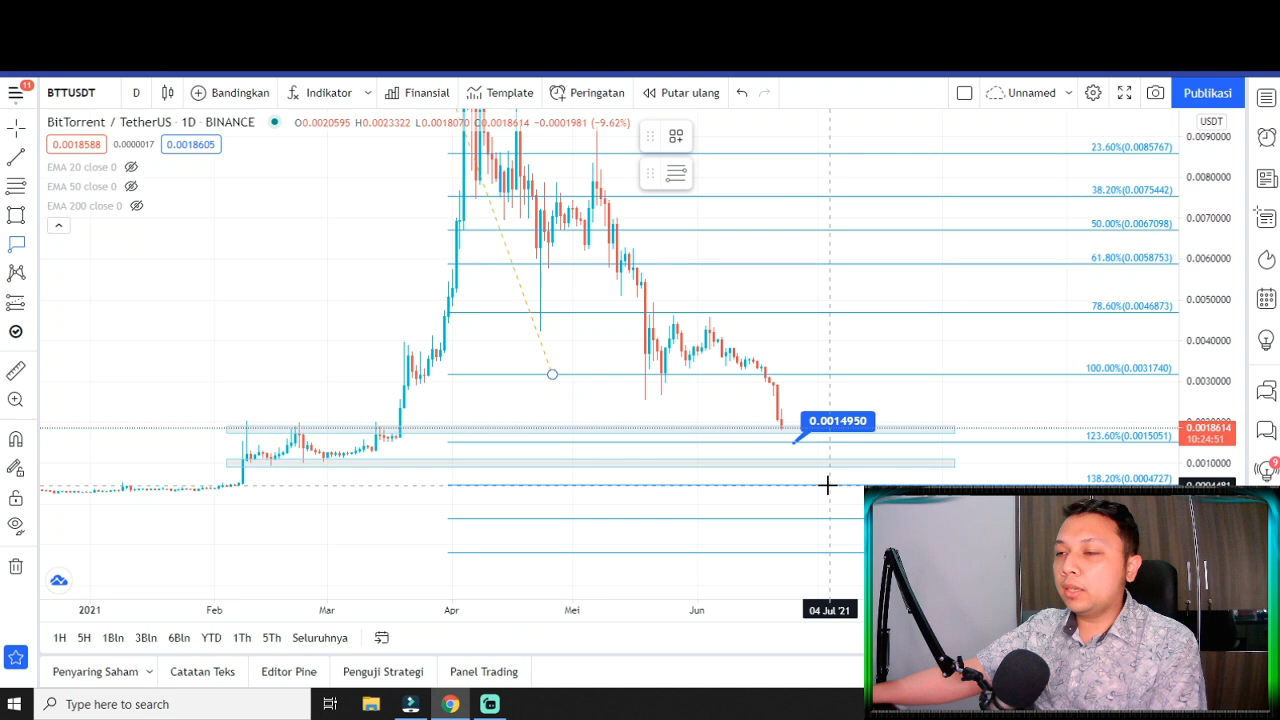 11
BTTUSDT D Bandingkan Indikator Finansial Template Peringatan Putar ulang Unnamed Publikasi
BitTorrent / TetherUS · 1D · BINANCE O0.0020595 H0.0023322 L0.0018070 C0.0018614 −0.0001981 (−9.62%)
USDT
0.0018588 0.0000017 0.0018605
EMA 20 close 0
EMA 50 close 0
EMA 200 close 0
0.0090000
23.60%(0.0085767)
0.0080000
38.20%(0.0075442)
0.0070000
50.00%(0.0067098)
0.0060000
61.80%(0.0058753)
0.0050000
78.60%(0.0046873)
0.0040000
100.00%(0.0031740)
0.0030000
0.0014950
0.0018614
10:24:51
123.60%(0.0015051)
0.0010000
9
138.20%(0.0004727)
2021 Feb Mar Apr Mei Jun 04 Jul '21
1H 5H 1Bln 3Bln 6Bln YTD 1Th 5Th Seluruhnya
Penyaring Saham Catatan Teks Editor Pine Penguji Strategi Panel Trading
Type here to search